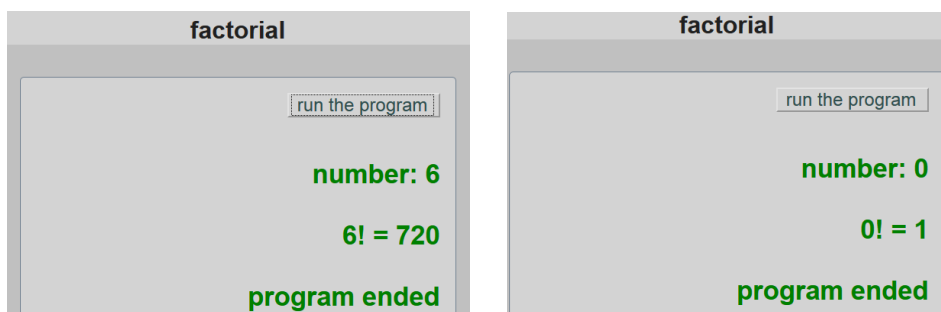 factorial
run the program
number: 6
6! = 720
program ended
factorial
run the program
number: 0
0! = 1
program ended